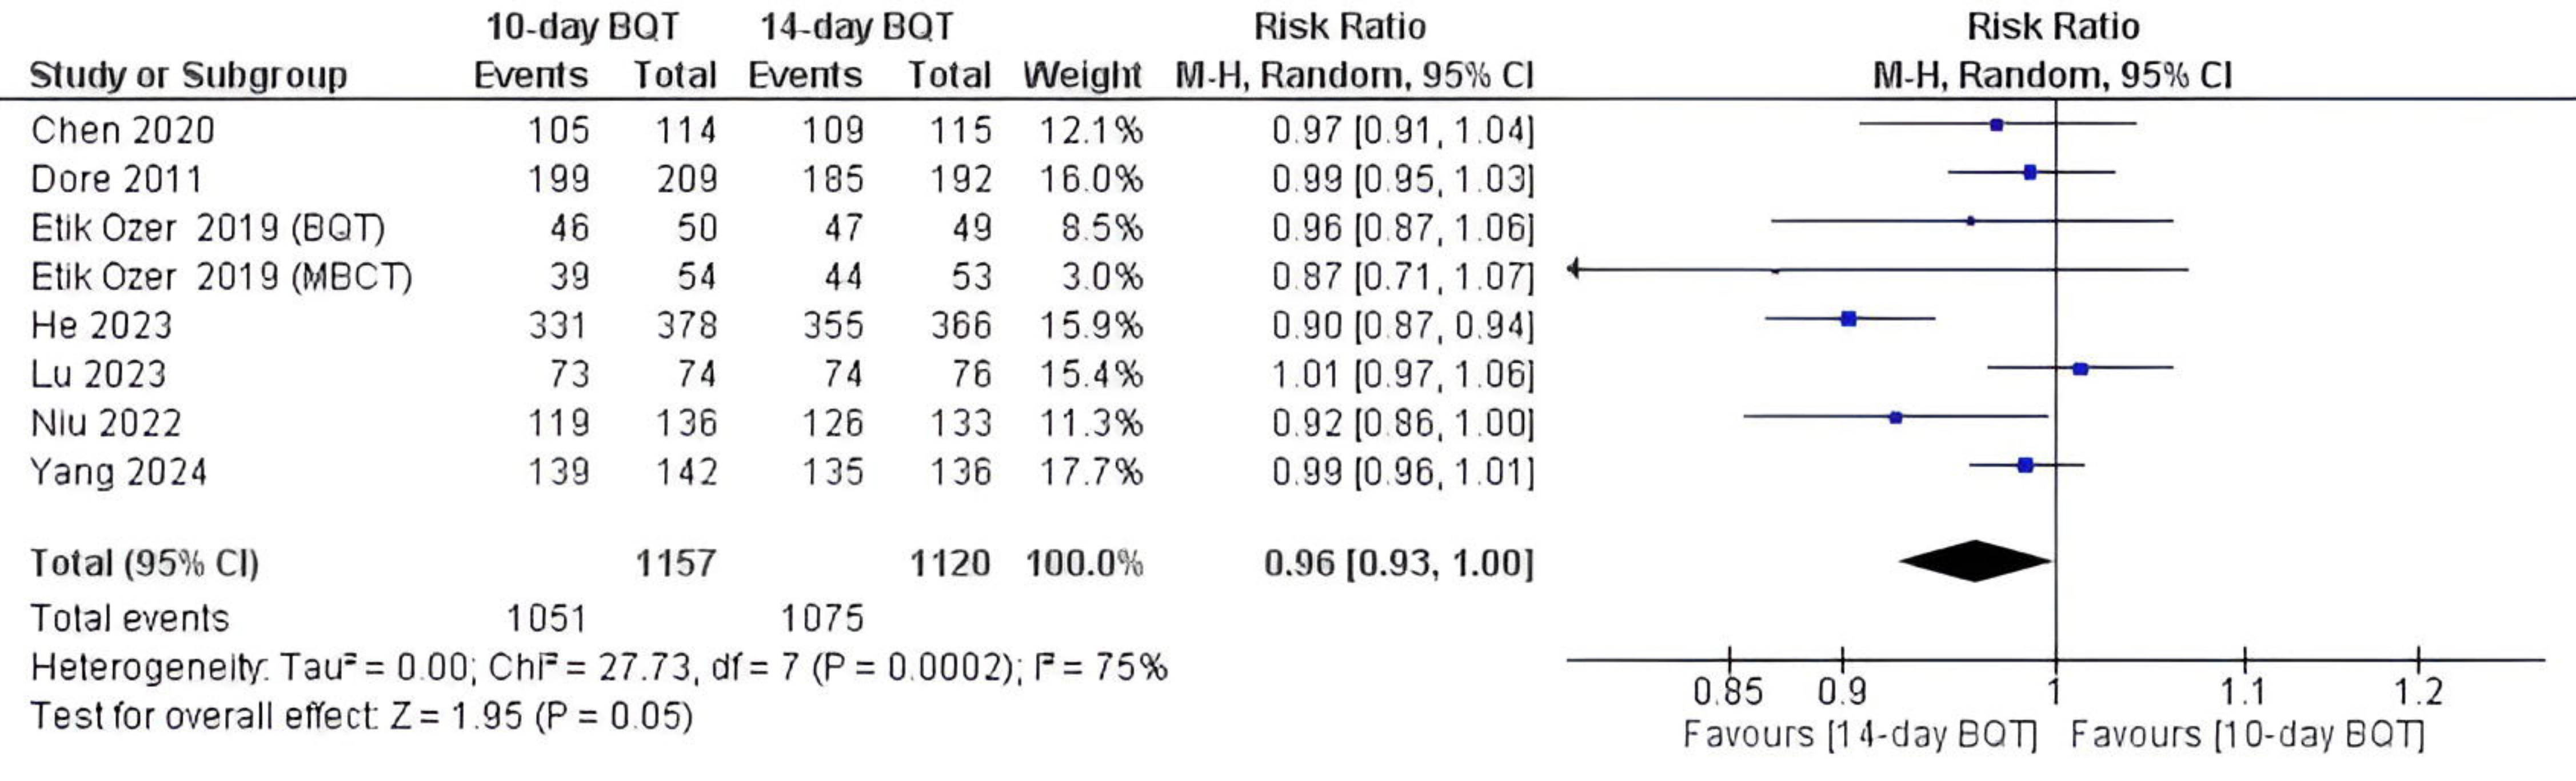 10-day BQT 14-day BQT Risk Ratio Risk Ratio
Study or Subgroup Events Total Events Total Weight M-H, Random, 95% CI M-H, Random, 95% CI
Chen 2020 105 114 109 115 12.1% 0.97 [0.91, 1.04]
Dore 2011 199 209 185 192 16.0% 0.99 [0.95, 1.03]
Etik Ozer 2019 (BQT) 46 50 47 49 8.5% 0.96 [0.87, 1.06]
Etik Ozer 2019 (MBCT) 39 54 44 53 3.0% 0.87 [0.71, 1.07]
He 2023 331 378 355 366 15.9% 0.90 [0.87, 0.94]
Lu 2023 73 74 74 76 15.4% 1.01 [0.97, 1.06]
Niu 2022 119 136 126 133 11.3% 0.92 [0.86, 1.00]
Yang 2024 139 142 135 136 17.7% 0.99 [0.96, 1.01]
Total (95% CI) 1157 1120 100.0% 0.96 [0.93, 1.00]
Total events 1051 1075
Heterogeneity: Tau² = 0.00; Chi² = 27.73, df = 7 (P = 0.0002); I² = 75%
Test for overall effect: Z = 1.95 (P = 0.05)
0.85 0.9 1 1.1 1.2
Favours [14-day BQT] Favours [10-day BQT]